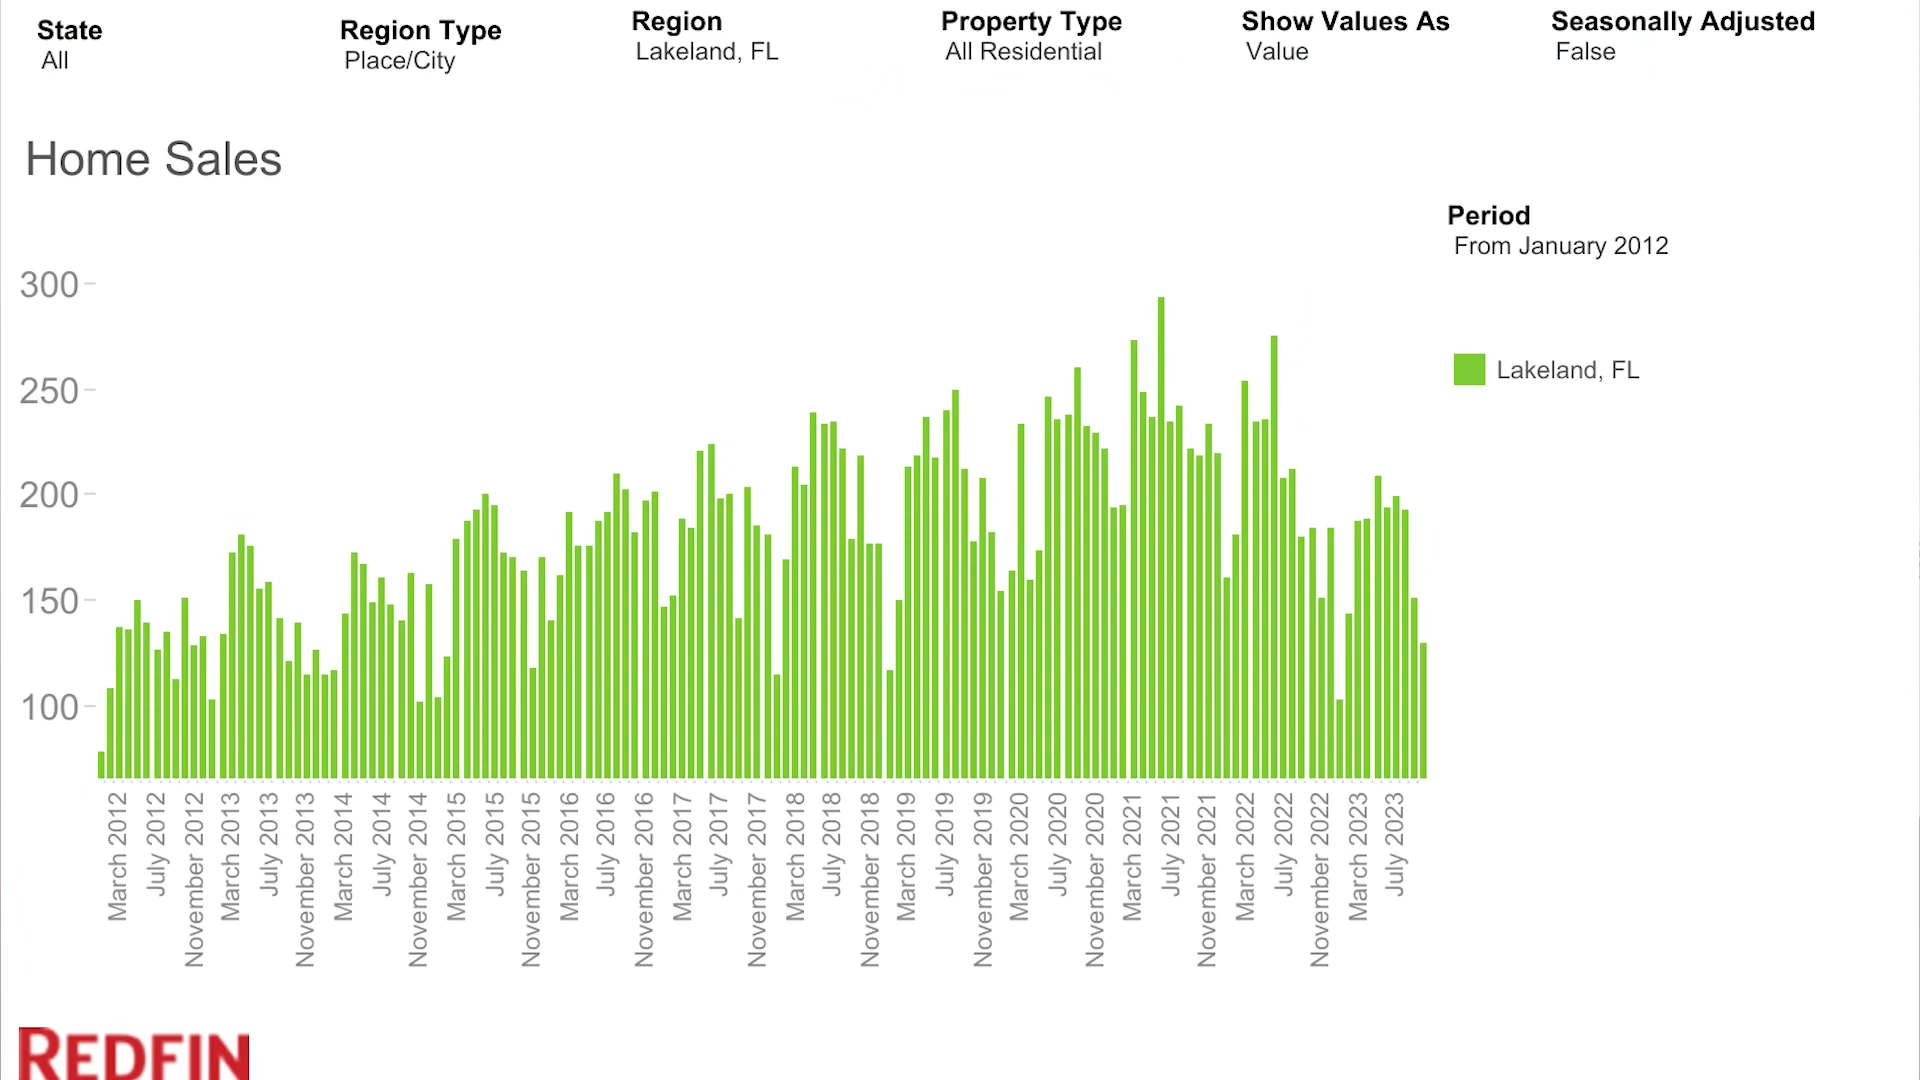 State
All
Region Type
Place/City
Region
Lakeland, FL
Property Type
All Residential
Show Values As
Value
Seasonally Adjusted
False
Home Sales
Period
From January 2012
Lakeland, FL
300
250
200
150
100
March 2012
July 2012
November 2012
March 2013
July 2013
November 2013
March 2014
July 2014
November 2014
March 2015
July 2015
November 2015
March 2016
July 2016
November 2016
March 2017
July 2017
November 2017
March 2018
July 2018
November 2018
March 2019
July 2019
November 2019
March 2020
July 2020
November 2020
March 2021
July 2021
November 2021
March 2022
July 2022
November 2022
March 2023
July 2023
REDFIN